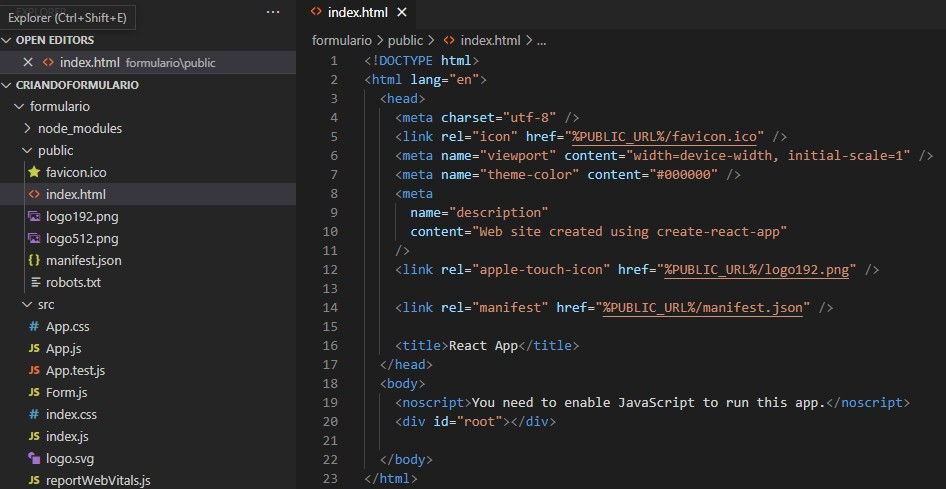 EXPLORER
Explorer (Ctrl+Shift+E)
OPEN EDITORS
index.html formulario\public
CRIANDOFORMULARIO
formulario
node_modules
public
favicon.ico
index.html
logo192.png
logo512.png
manifest.json
robots.txt
src
App.css
App.js
App.test.js
Form.js
index.css
index.js
logo.svg
reportWebVitals.js
index.html
formulario > public > index.html > ...
1 <!DOCTYPE html>
2 <html lang="en">
3 <head>
4 <meta charset="utf-8" />
5 <link rel="icon" href="%PUBLIC_URL%/favicon.ico" />
6 <meta name="viewport" content="width=device-width, initial-scale=1" />
7 <meta name="theme-color" content="#000000" />
8 <meta
9 name="description"
10 content="Web site created using create-react-app"
11 />
12 <link rel="apple-touch-icon" href="%PUBLIC_URL%/logo192.png" />
13
14 <link rel="manifest" href="%PUBLIC_URL%/manifest.json" />
15
16 <title>React App</title>
17 </head>
18 <body>
19 <noscript>You need to enable JavaScript to run this app.</noscript>
20 <div id="root"></div>
21
22 </body>
23 </html>